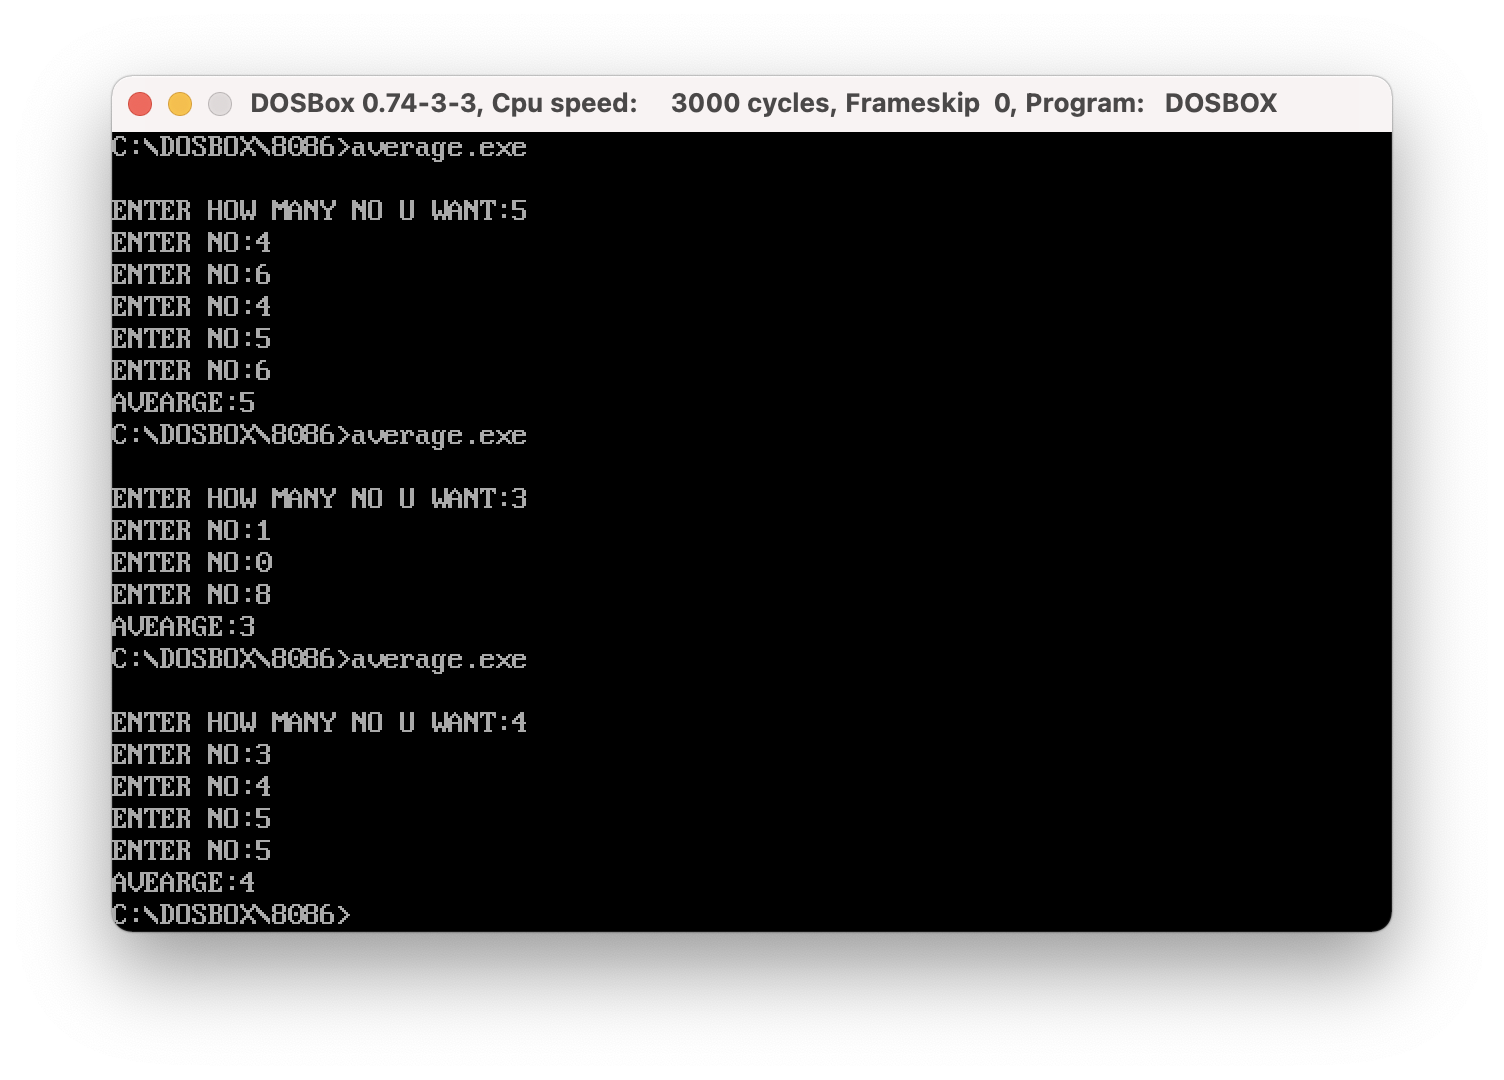 DOSBox 0.74-3-3, Cpu speed: 3000 cycles, Frameskip 0, Program: DOSBOX
C:\DOSBOX\8086>average.exe
ENTER HOW MANY NO U WANT:5
ENTER NO:4
ENTER NO:6
ENTER NO:4
ENTER NO:5
ENTER NO:6
AVEARGE:5
C:\DOSBOX\8086>average.exe
ENTER HOW MANY NO U WANT:3
ENTER NO:1
ENTER NO:0
ENTER NO:8
AVEARGE:3
C:\DOSBOX\8086>average.exe
ENTER HOW MANY NO U WANT:4
ENTER NO:3
ENTER NO:4
ENTER NO:5
ENTER NO:5
AVEARGE:4
C:\DOSBOX\8086>